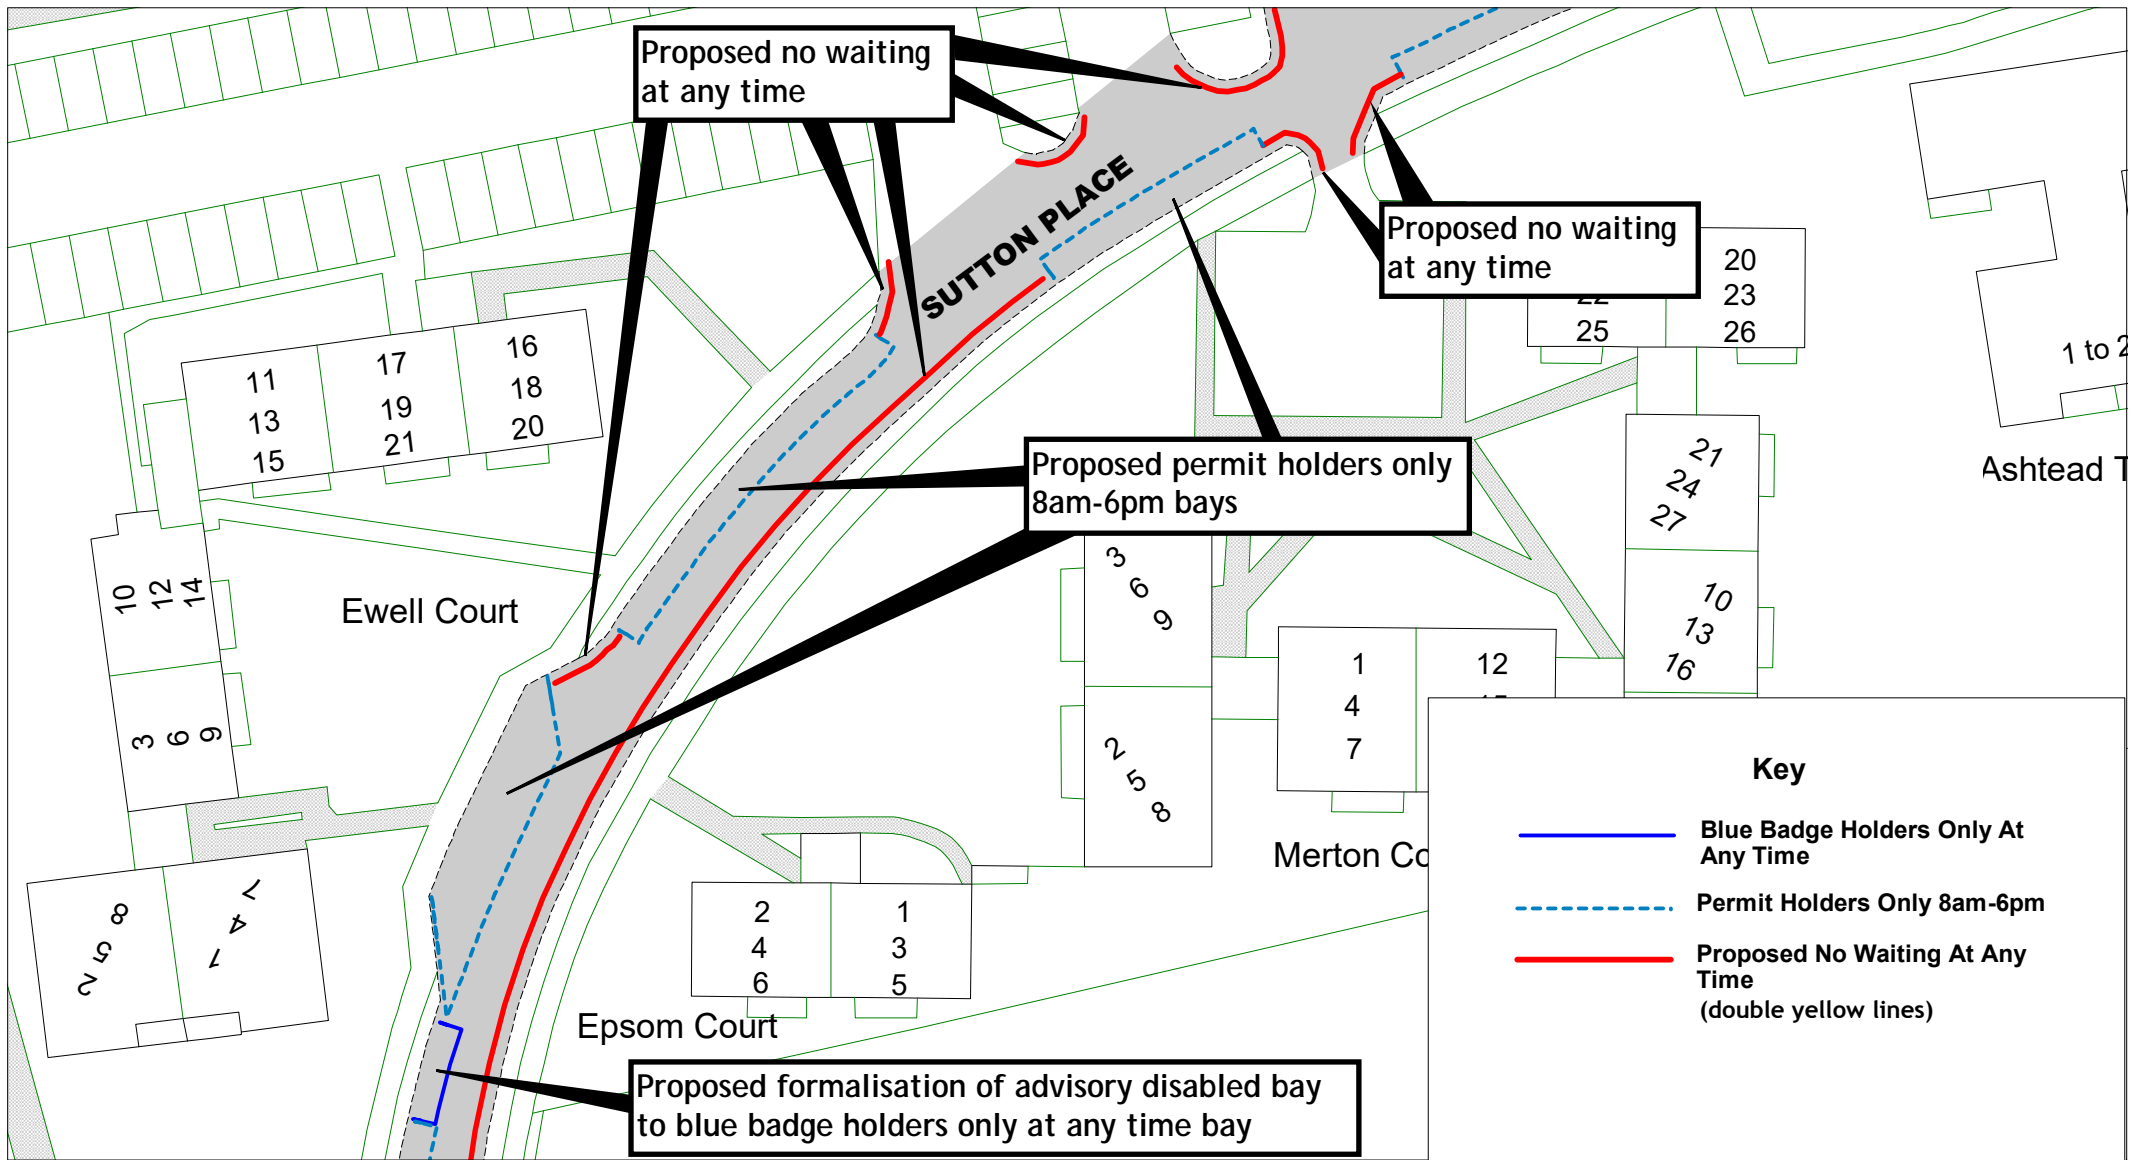 Proposed no waiting
at any time
SUTTON PLACE
Proposed no waiting
at any time
20
23
26
22
25
1 to 2
Ashtead T
11
13
15
17
19
21
16
18
20
Proposed permit holders only
8am-6pm bays
21
24
27
10
12
14
Ewell Court
3
6
9
3
6
9
10
13
16
1
4
7
12
2
5
8
Merton Co
8
5
2
7
4
1
2
4
6
1
3
5
Epsom Court
Proposed formalisation of advisory disabled bay
to blue badge holders only at any time bay
Key
Blue Badge Holders Only At
Any Time
Permit Holders Only 8am-6pm
Proposed No Waiting At Any
Time
(double yellow lines)